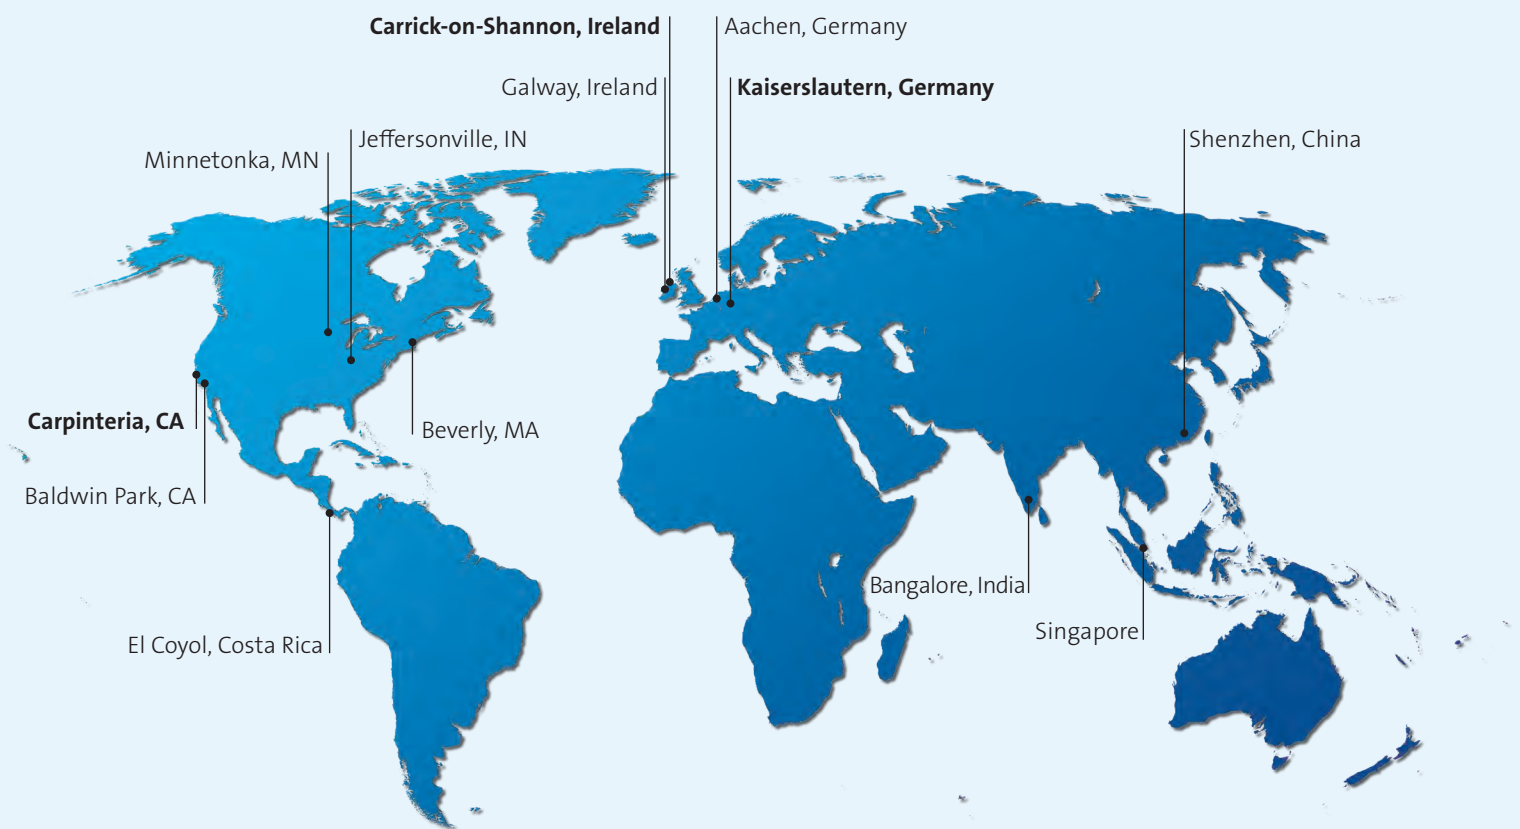 Carrick-on-Shannon, Ireland
Aachen, Germany
Galway, Ireland
Kaiserslautern, Germany
Jeffersonville, IN
Shenzhen, China
Minnetonka, MN
Carpinteria, CA
Beverly, MA
Baldwin Park, CA
Bangalore, India
Singapore
El Coyol, Costa Rica